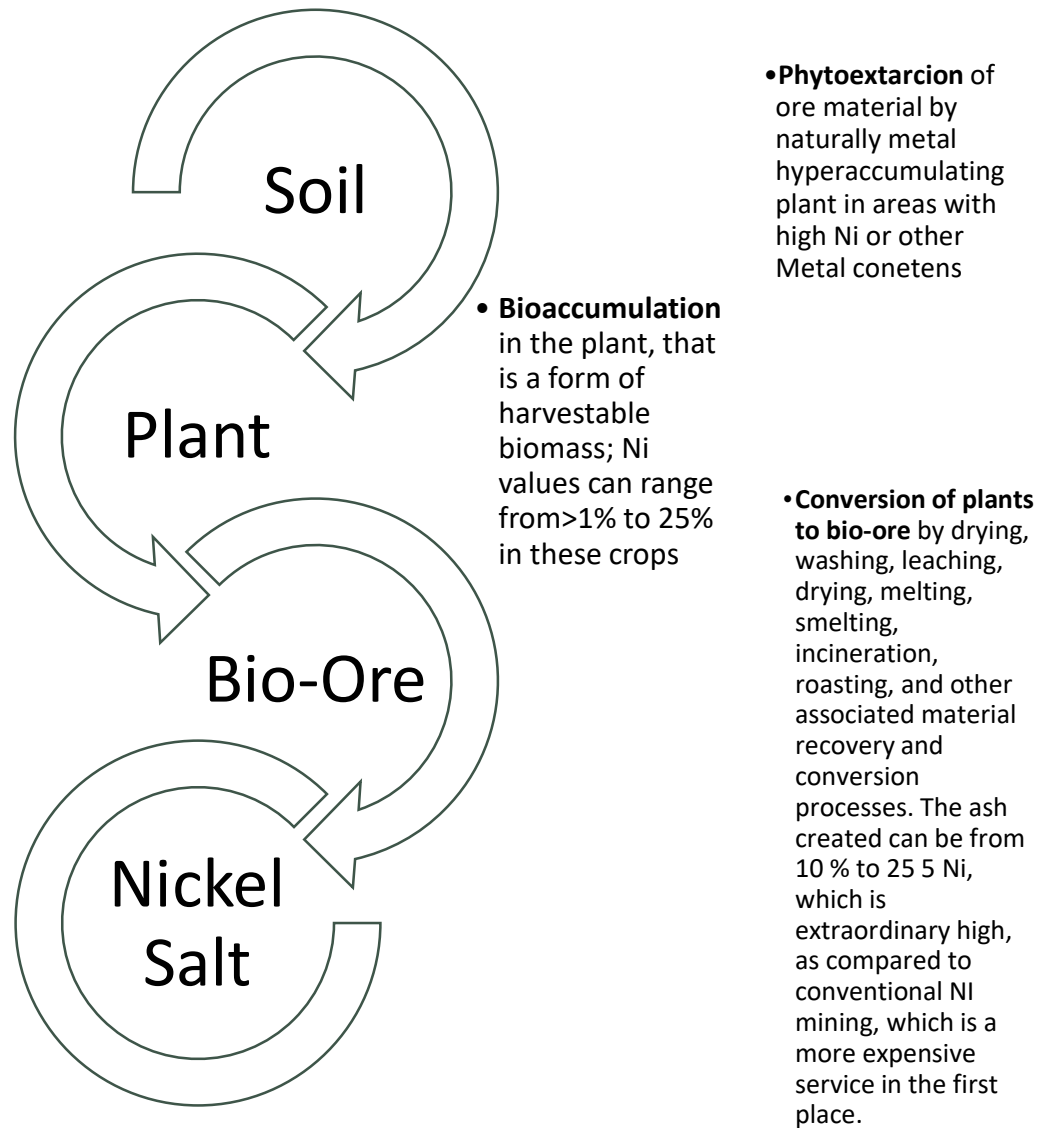 Soil
•Phytoextarcion of
ore material by
naturally metal
hyperaccumulating
plant in areas with
high Ni or other
Metal conetens
Plant
• Bioaccumulation
in the plant, that
is a form of
harvestable
biomass; Ni
values can range
from>1% to 25%
in these crops
Bio-Ore
•Conversion of plants
to bio-ore by drying,
washing, leaching,
drying, melting,
smelting,
incineration,
roasting, and other
associated material
recovery and
conversion
processes. The ash
created can be from
10 % to 25 5 Ni,
which is
extraordinary high,
as compared to
conventional NI
mining, which is a
more expensive
service in the first
place.
Nickel
Salt